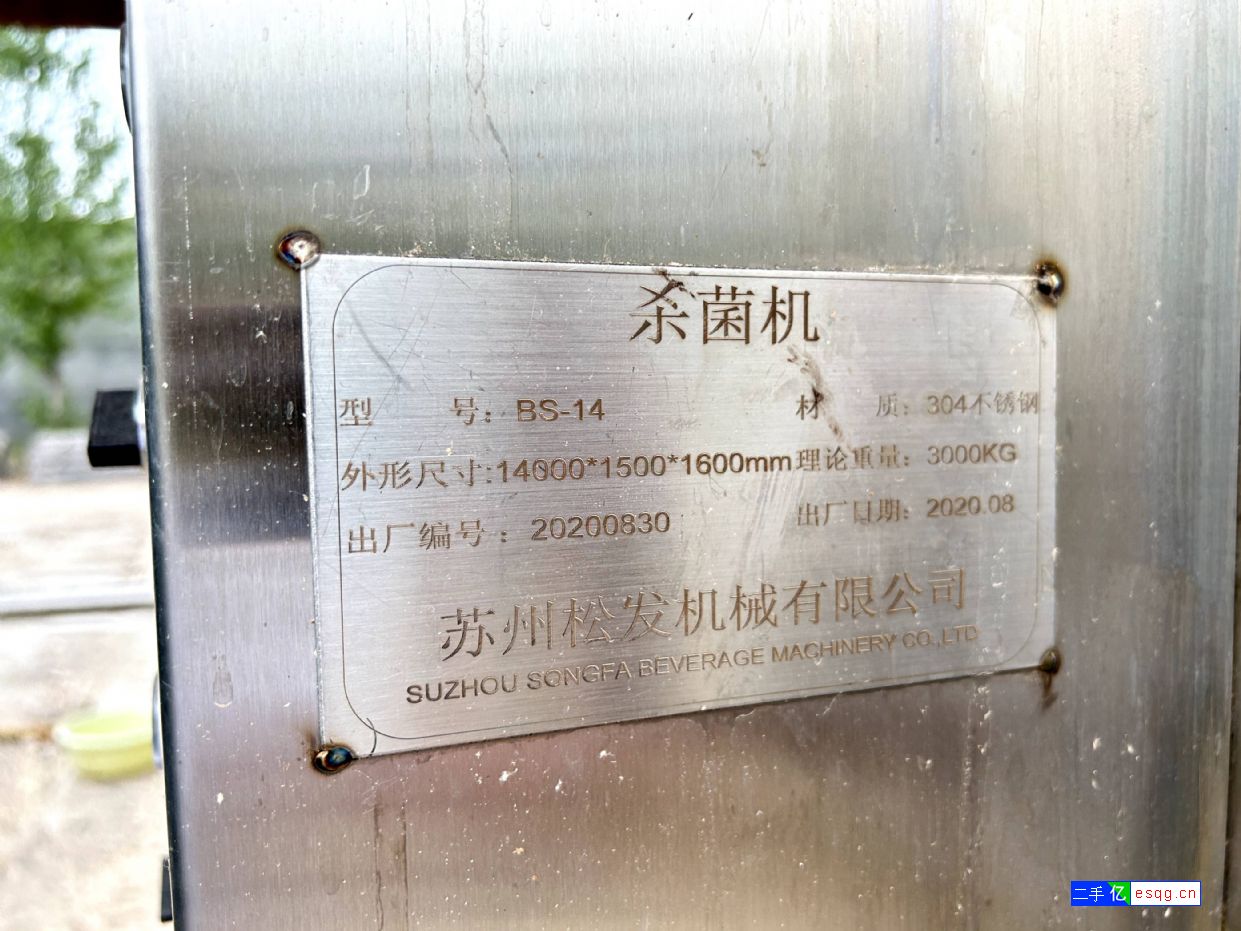 杀菌机
型 号: BS-14 材 质: 304不锈钢
外形尺寸:14000*1500*1600mm 理论重量: 3000KG
出厂编号 : 20200830 出厂日期: 2020.08
苏州松发机械有限公司
SUZHOU SONGFA BEVERAGE MACHINERY CO.,LTD
二手亿 esqg.cn